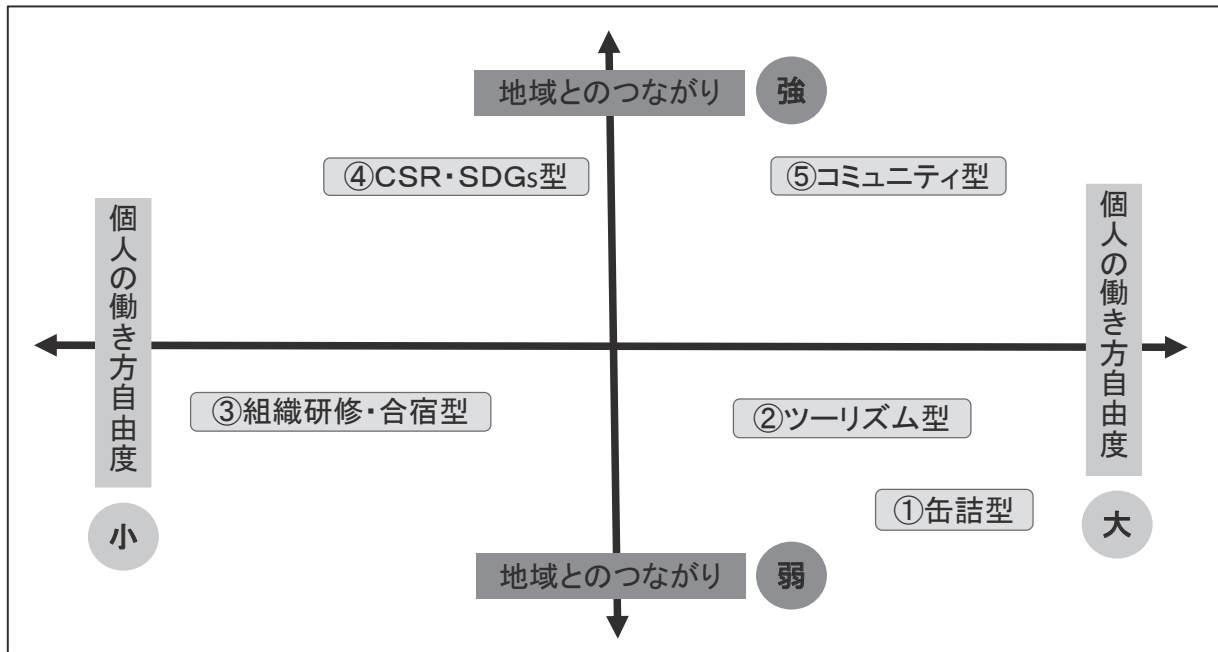 地域とのつながり 強
④CSR・SDGs型
⑤コミュニティ型
個人の働き方自由度
小
個人の働き方自由度
大
③組織研修・合宿型
②ツーリズム型
①缶詰型
地域とのつながり 弱